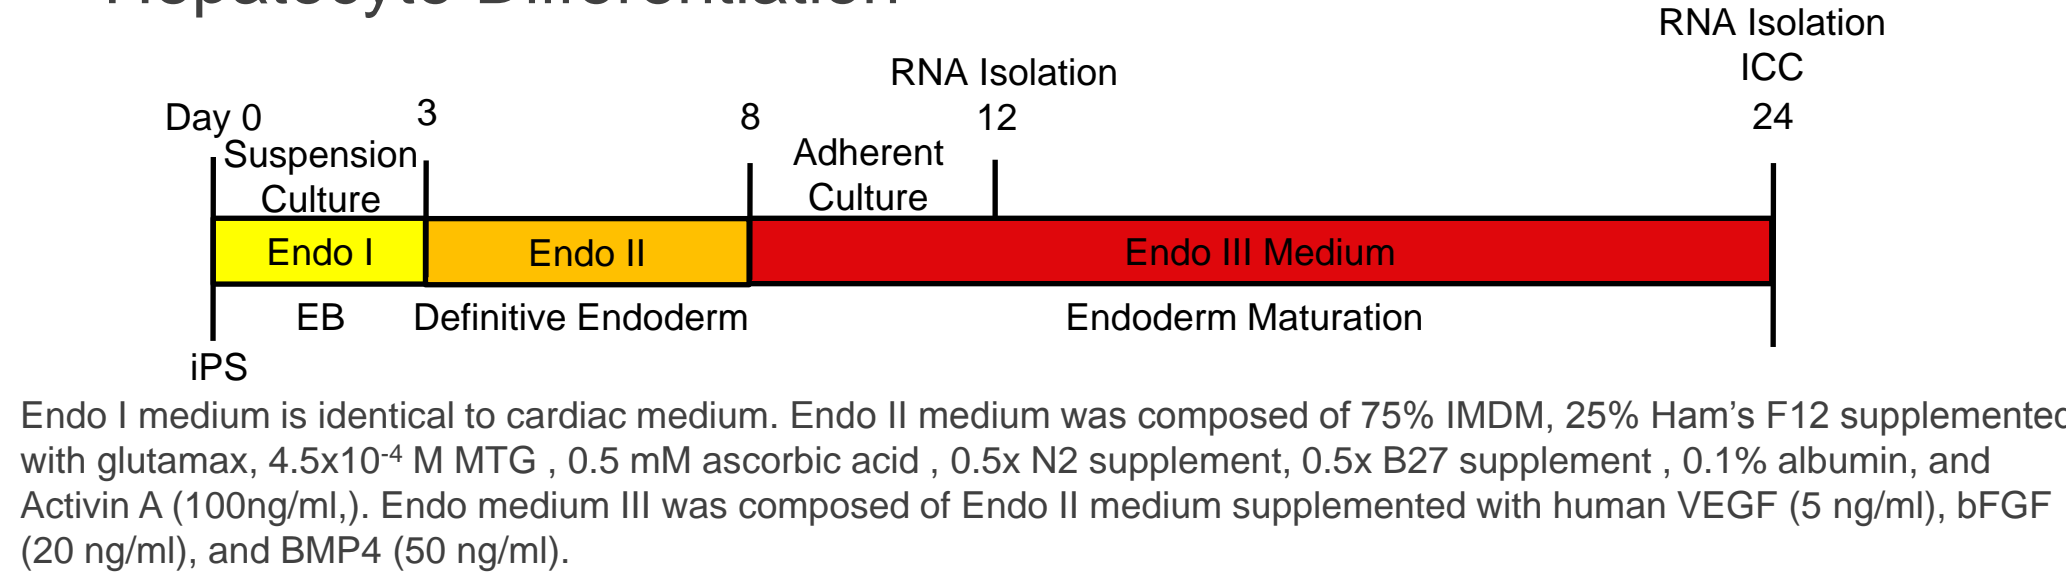 Hepatocyte Differentiation
RNA Isolation
ICC
RNA Isolation
Day 0 3 8 12 24
Suspension
Culture
Adherent
Culture
Endo I Endo II Endo III Medium
EB Definitive Endoderm Endoderm Maturation
iPS
Endo I medium is identical to cardiac medium. Endo II medium was composed of 75% IMDM, 25% Ham’s F12 supplemented
with glutamax, 4.5x10⁻⁴ M MTG , 0.5 mM ascorbic acid , 0.5x N2 supplement, 0.5x B27 supplement , 0.1% albumin, and
Activin A (100ng/ml,). Endo medium III was composed of Endo II medium supplemented with human VEGF (5 ng/ml), bFGF
(20 ng/ml), and BMP4 (50 ng/ml).